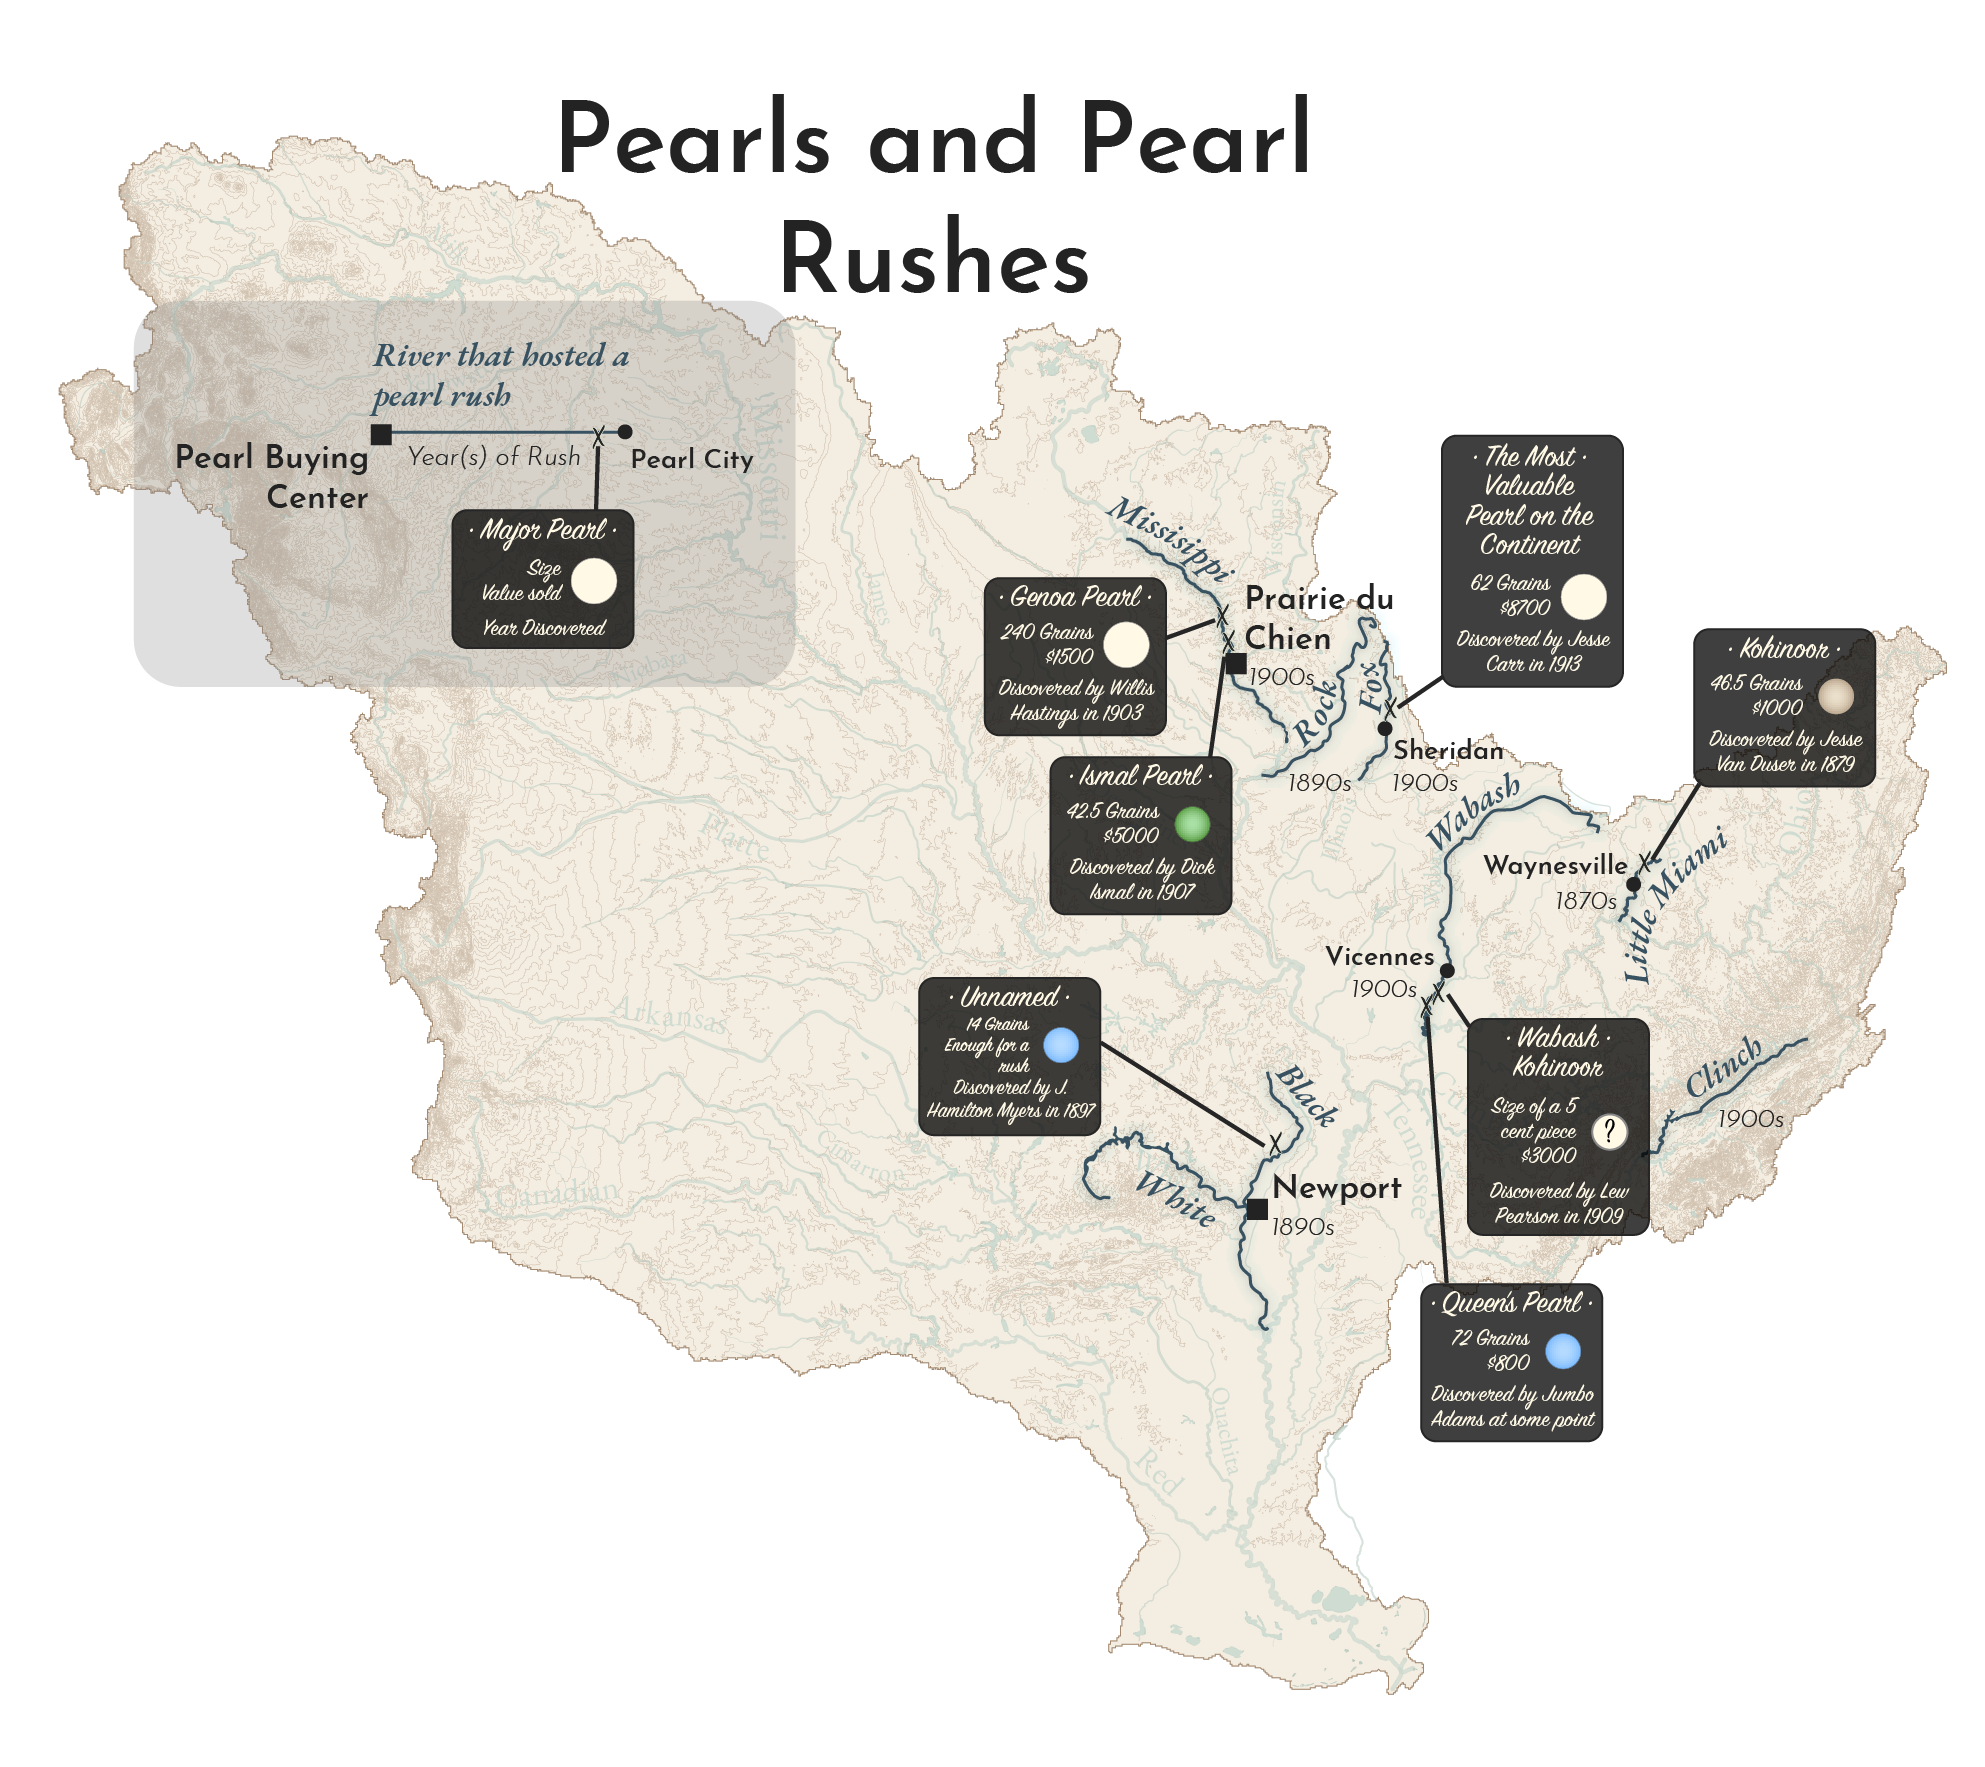 Pearls and Pearl
Rushes
River that hosted a
pearl rush
Pearl Buying
Center
Year(s) of Rush
Pearl City
· Major Pearl ·
Size
Value sold
Year Discovered
Missouri
James
Niobara
Platte
Arkansas
Cimarron
Canadian
Red
Ouachita
Tennessee
Illinois
Ohio
Wisconsin
Missisippi
Prairie du
Chien
1900s
· Genoa Pearl ·
240 Grains
$1500
Discovered by Willis
Hastings in 1903
· Ismal Pearl ·
42.5 Grains
$5000
Discovered by Dick
Ismal in 1907
Rock
1890s
Fox
Sheridan
1900s
· The Most ·
Valuable
Pearl on the
Continent
62 Grains
$8700
Discovered by Jesse
Carr in 1913
· Kohinoor ·
46.5 Grains
$1000
Discovered by Jesse
Van Duser in 1879
Wabash
Waynesville
1870s
Little Miami
Vicennes
1900s
· Wabash ·
Kohinoor
Size of a 5
cent piece
$3000
?
Discovered by Lew
Pearson in 1909
Clinch
1900s
· Unnamed ·
14 Grains
Enough for a
rush
Discovered by J.
Hamilton Myers in 1897
Black
White
Newport
1890s
· Queen's Pearl ·
72 Grains
$800
Discovered by Jumbo
Adams at some point